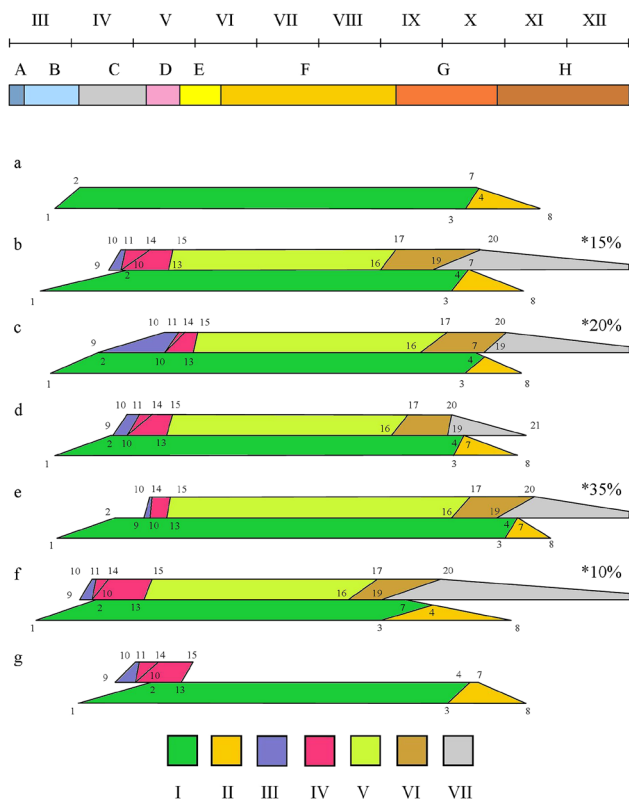 III IV V VI VII VIII IX X XI XII
A B C D E F G H
a
2 7
4
1 3 8
b
10 11 14 15 17 20 *15%
9 10 13 16 19 7
2 4
1 3 8
c
10 11 14 15 17 20 *20%
9 16 7 19
2 10 13 4
1 3 8
d
10 11 14 15 17 20
9 16 19 21
2 10 13 4 7
1 3 8
e
10 14 15 17 20 *35%
2 16 19
9 10 13 4 7
1 3 8
f
10 11 14 15 17 20 *10%
9 10 16 19
2 13 7 4
1 3 8
g
10 11 14 15
9 10 4 7
2 13
1 3 8
I II III IV V VI VII